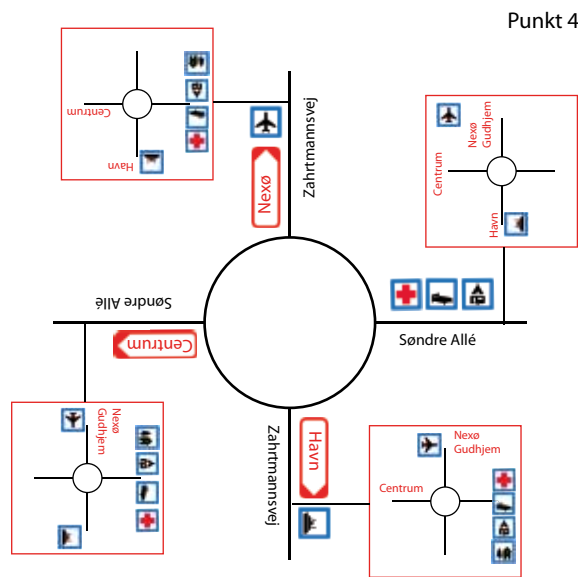 Punkt 4
Centrum
Havn
Nexø
Zahrtmannsvej
Nexø
Gudhjem
Centrum
Havn
Søndre Allé
Centrum
Søndre Allé
Nexø
Gudhjem
Zahrtmannsvej
Havn
Nexø
Gudhjem
Centrum